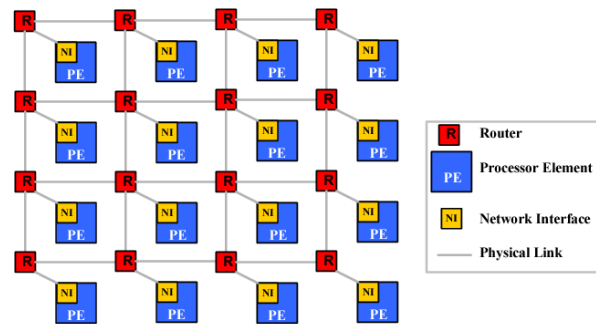 R R R R
NI NI NI NI
PE PE PE PE
R R R R
NI NI NI NI
PE PE PE PE
R R R R
NI NI NI NI
PE PE PE PE
R R R R
NI NI NI NI
PE PE PE PE
R Router
PE Processor Element
NI Network Interface
Physical Link